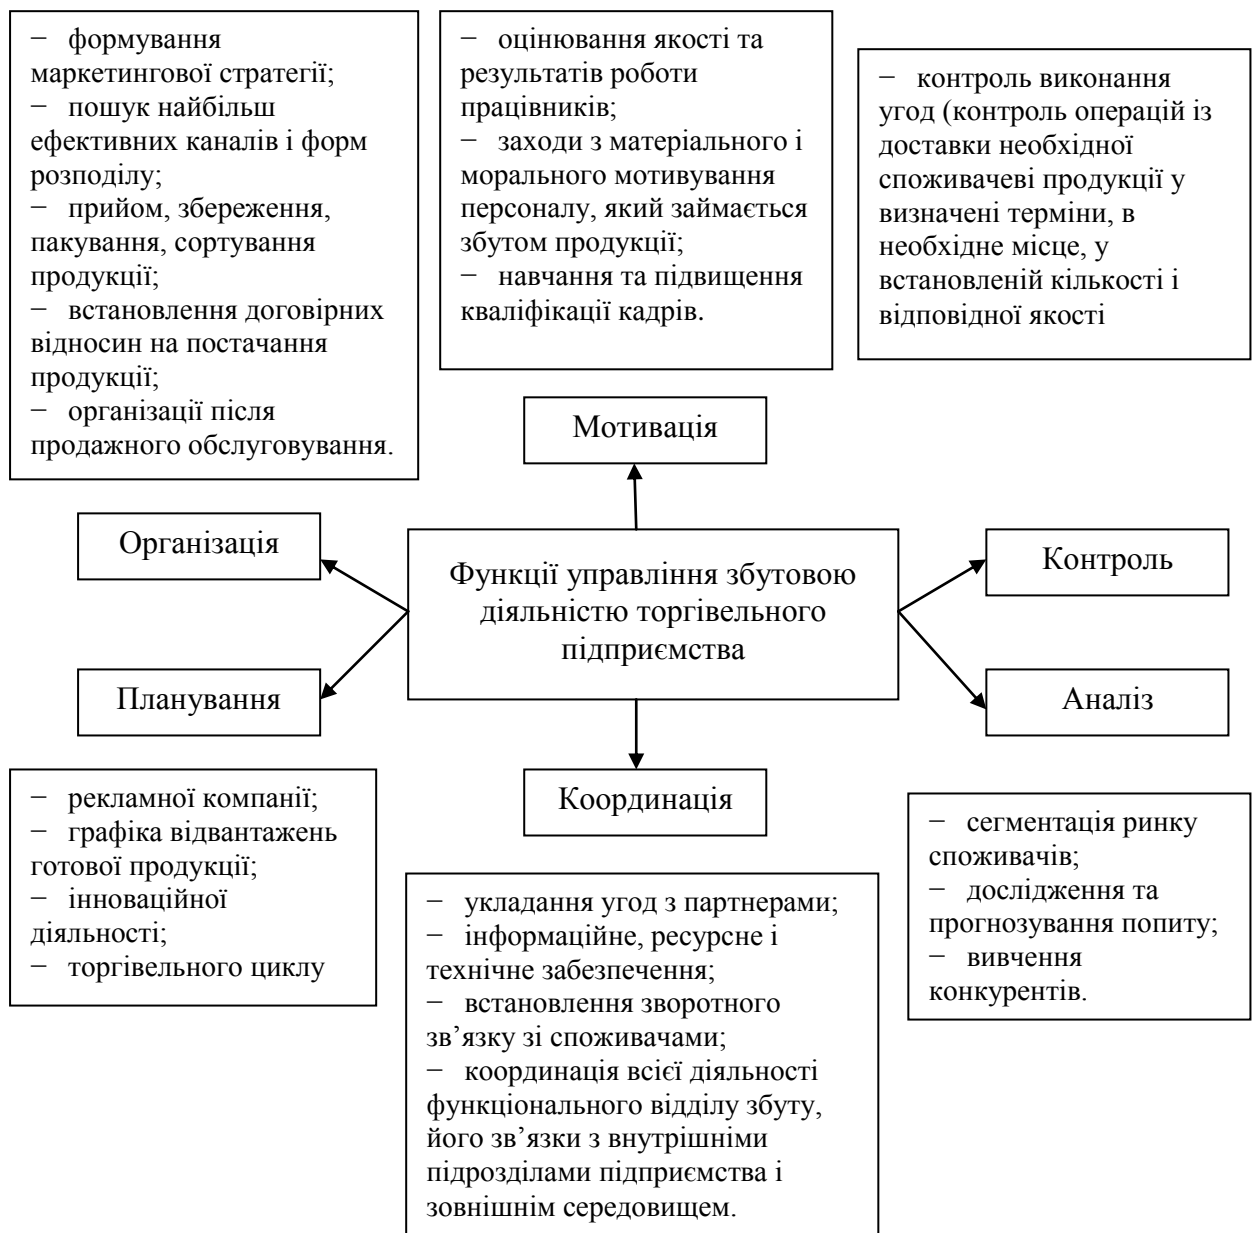 − формування
маркетингової стратегії;
− пошук найбільш
ефективних каналів і форм
розподілу;
− прийом, збереження,
пакування, сортування
продукції;
− встановлення договірних
відносин на постачання
продукції;
− організації після
продажного обслуговування.
− оцінювання якості та
результатів роботи
працівників;
− заходи з матеріального і
морального мотивування
персоналу, який займається
збутом продукції;
− навчання та підвищення
кваліфікації кадрів.
− контроль виконання
угод (контроль операцій із
доставки необхідної
споживачеві продукції у
визначені терміни, в
необхідне місце, у
встановленій кількості і
відповідної якості
Мотивація
Організація
Функції управління збутовою
діяльністю торгівельного
підприємства
Контроль
Планування
Аналіз
Координація
− рекламної компанії;
− графіка відвантажень
готової продукції;
− інноваційної
діяльності;
− торгівельного циклу
− укладання угод з партнерами;
− інформаційне, ресурсне і
технічне забезпечення;
− встановлення зворотного
зв’язку зі споживачами;
− координація всієї діяльності
функціонального відділу збуту,
його зв’язки з внутрішніми
підрозділами підприємства і
зовнішнім середовищем.
− сегментація ринку
споживачів;
− дослідження та
прогнозування попиту;
− вивчення
конкурентів.